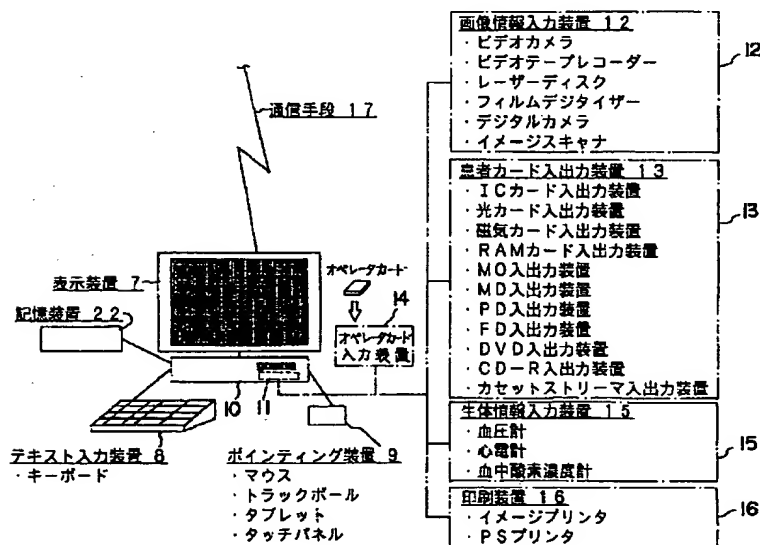 通信手段 17
表示装置 7
記憶装置 22
オペレータカード
14
オペレータカード
入力装置
10
11
テキスト入力装置 8
・キーボード
ポインティング装置 9
・マウス
・トラックボール
・タブレット
・タッチパネル
画像情報入力装置 12
・ビデオカメラ
・ビデオテープレコーダー
・レーザーディスク
・フィルムデジタイザー
・デジタルカメラ
・イメージスキャナ
12
患者カード入出力装置 13
・ICカード入出力装置
・光カード入出力装置
・磁気カード入出力装置
・RAMカード入出力装置
・MO入出力装置
・MD入出力装置
・PD入出力装置
・FD入出力装置
・DVD入出力装置
・CD-R入出力装置
・カセットストリーマ入出力装置
13
生体情報入力装置 15
・血圧計
・心電計
・血中酸素濃度計
15
印刷装置 16
・イメージプリンタ
・PSプリンタ
16